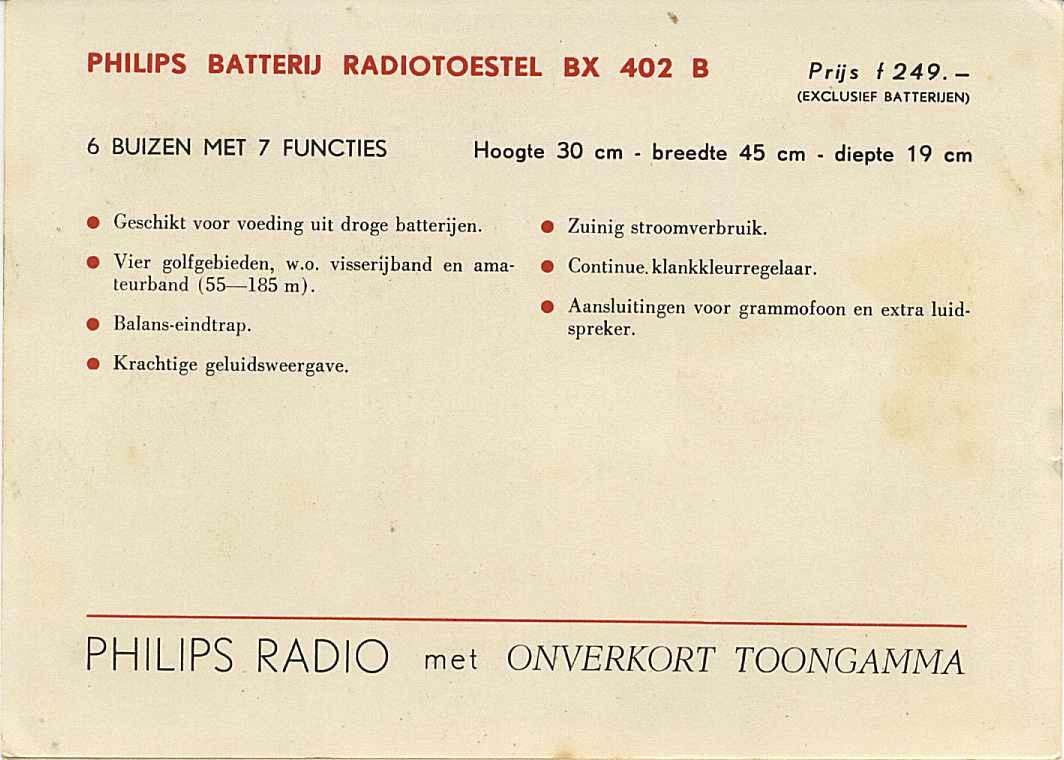 PHILIPS BATTERIJ RADIOTOESTEL BX 402 B
Prijs f 249.—
(EXCLUSIEF BATTERIJEN)
6 BUIZEN MET 7 FUNCTIES
Hoogte 30 cm - breedte 45 cm - diepte 19 cm
● Geschikt voor voeding uit droge batterijen.
● Vier golfgebieden, w.o. visserijband en ama-
teurband (55—185 m).
● Balans-eindtrap.
● Krachtige geluidsweergave.
● Zuinig stroomverbruik.
● Continue klankkleurregelaar.
● Aansluitingen voor grammofoon en extra luid-
spreker.
PHILIPS RADIO met ONVERKORT TOONGAMMA